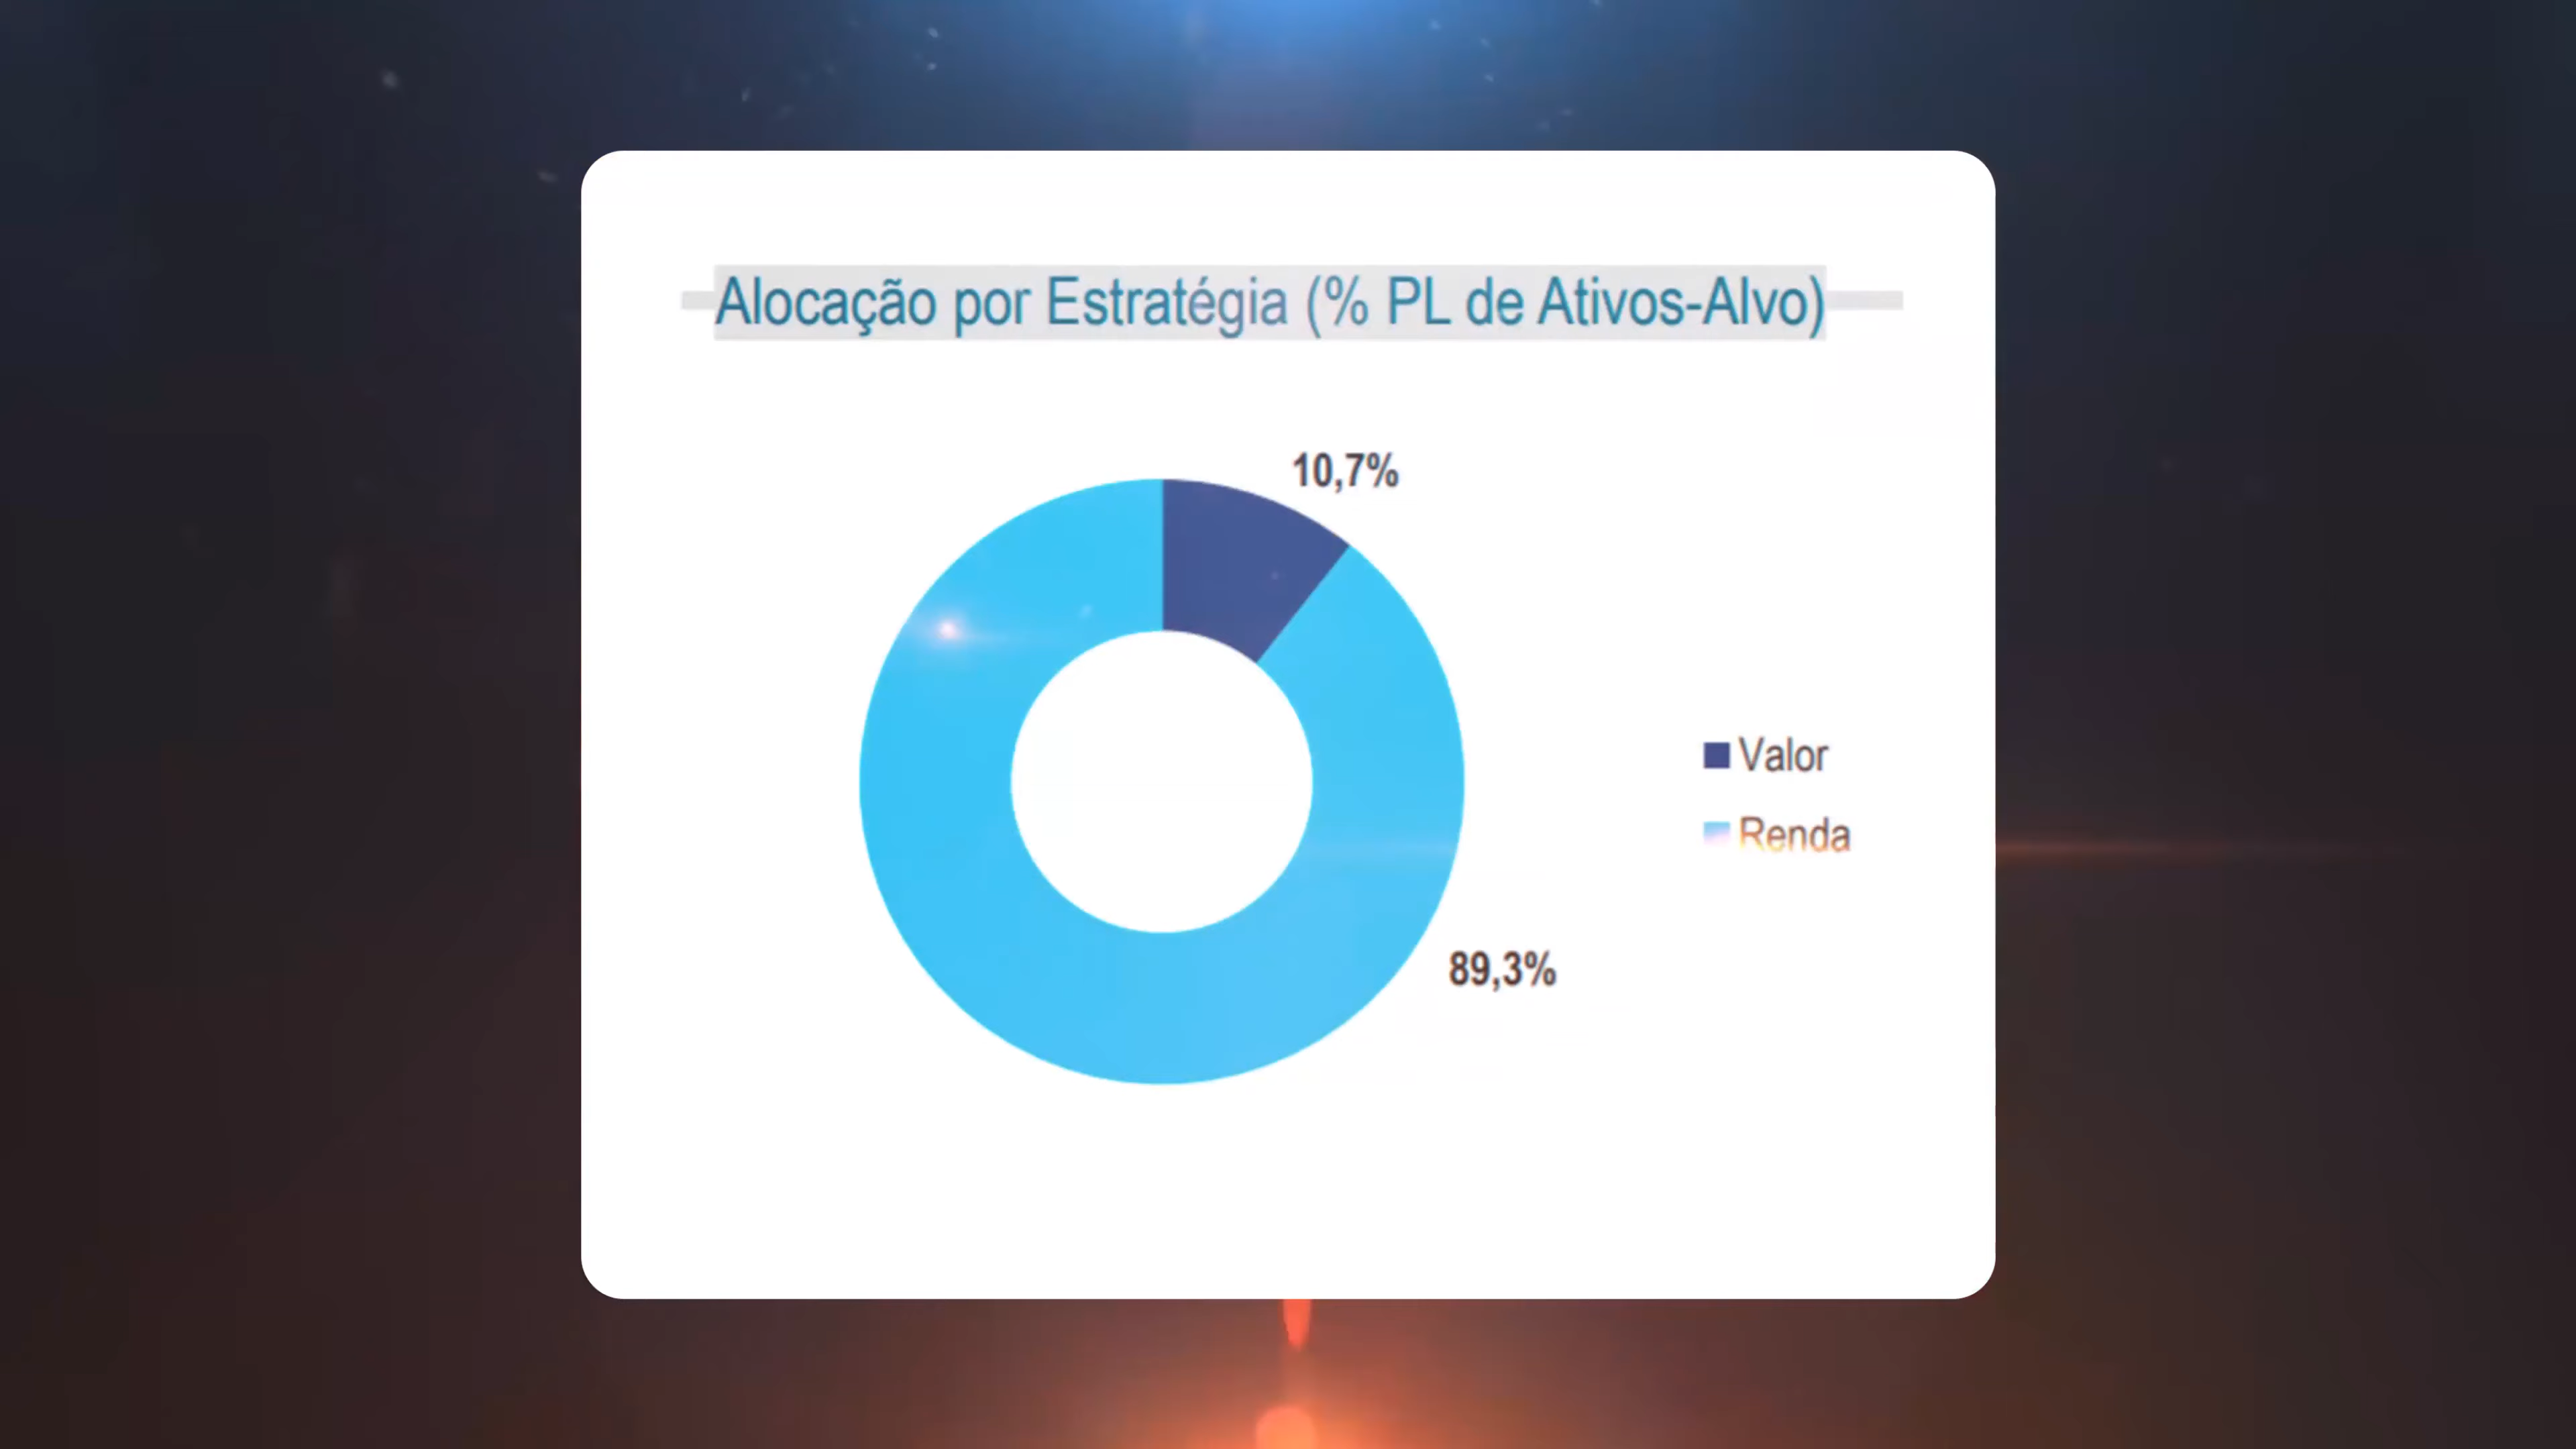 Alocação por Estratégia (% PL de Ativos-Alvo)
10,7%
Valor
Renda
89,3%